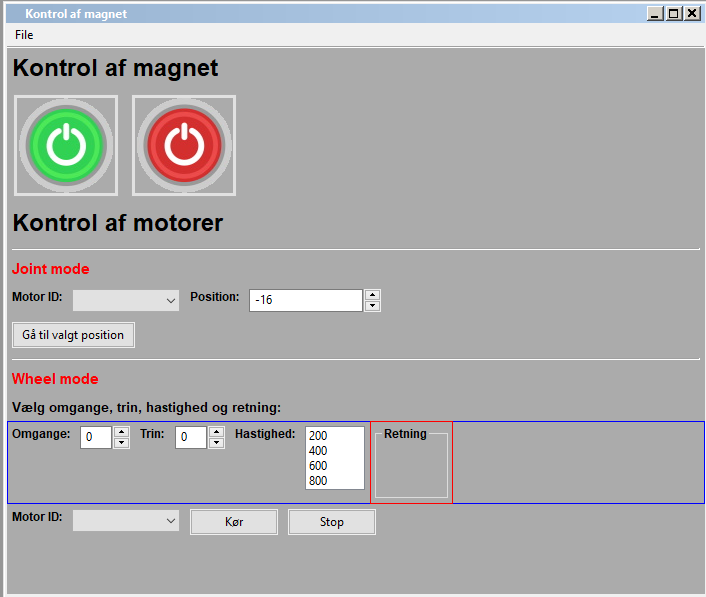 Kontrol af magnet
File
Kontrol af magnet
Kontrol af motorer
Joint mode
Motor ID: Position: -16
Gå til valgt position
Wheel mode
Vælg omgange, trin, hastighed og retning:
Omgange: 0 Trin: 0 Hastighed: 200 Retning
400
600
800
Motor ID: Kør Stop